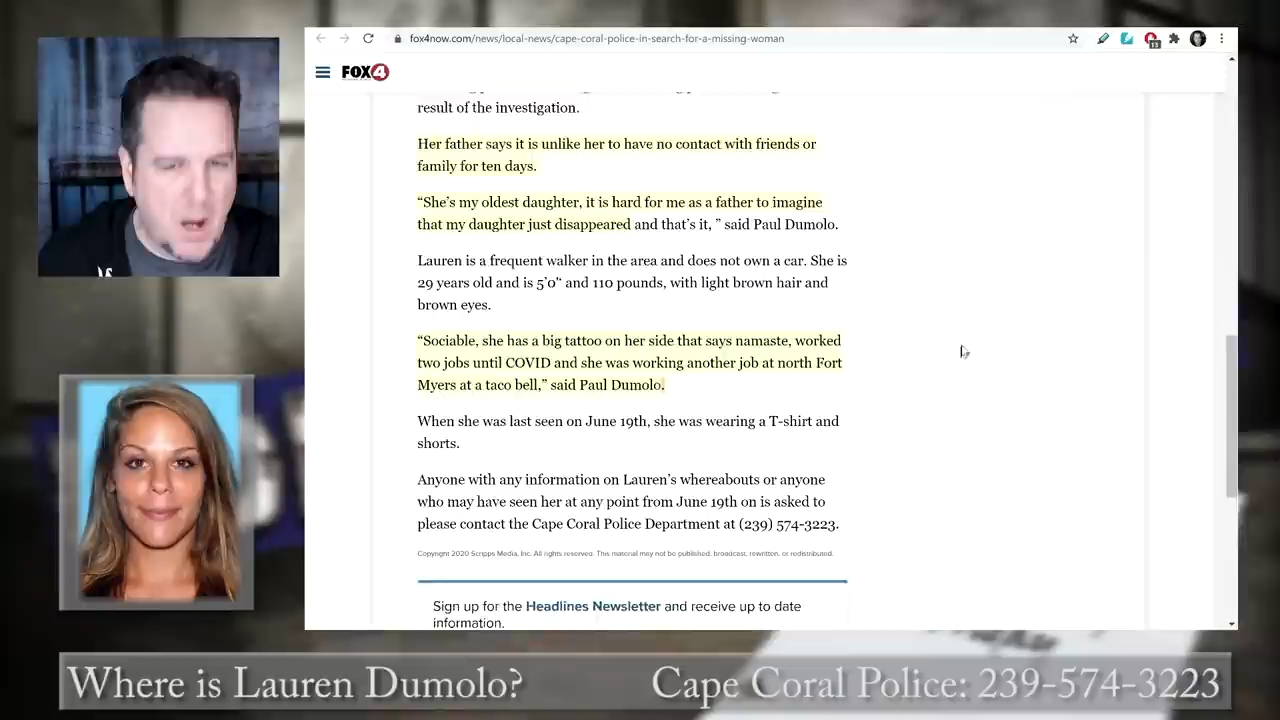 fox4now.com/news/local-news/cape-coral-police-in-search-for-a-missing-woman
13
FOX4
result of the investigation.
Her father says it is unlike her to have no contact with friends or
family for ten days.
“She’s my oldest daughter, it is hard for me as a father to imagine
that my daughter just disappeared and that’s it, ” said Paul Dumolo.
Lauren is a frequent walker in the area and does not own a car. She is
29 years old and is 5’0“ and 110 pounds, with light brown hair and
brown eyes.
“Sociable, she has a big tattoo on her side that says namaste, worked
two jobs until COVID and she was working another job at north Fort
Myers at a taco bell,” said Paul Dumolo.
When she was last seen on June 19th, she was wearing a T-shirt and
shorts.
Anyone with any information on Lauren’s whereabouts or anyone
who may have seen her at any point from June 19th on is asked to
please contact the Cape Coral Police Department at (239) 574-3223.
Copyright 2020 Scripps Media, Inc. All rights reserved. This material may not be published, broadcast, rewritten, or redistributed.
Sign up for the Headlines Newsletter and receive up to date
information.
Where is Lauren Dumolo?
Cape Coral Police: 239-574-3223